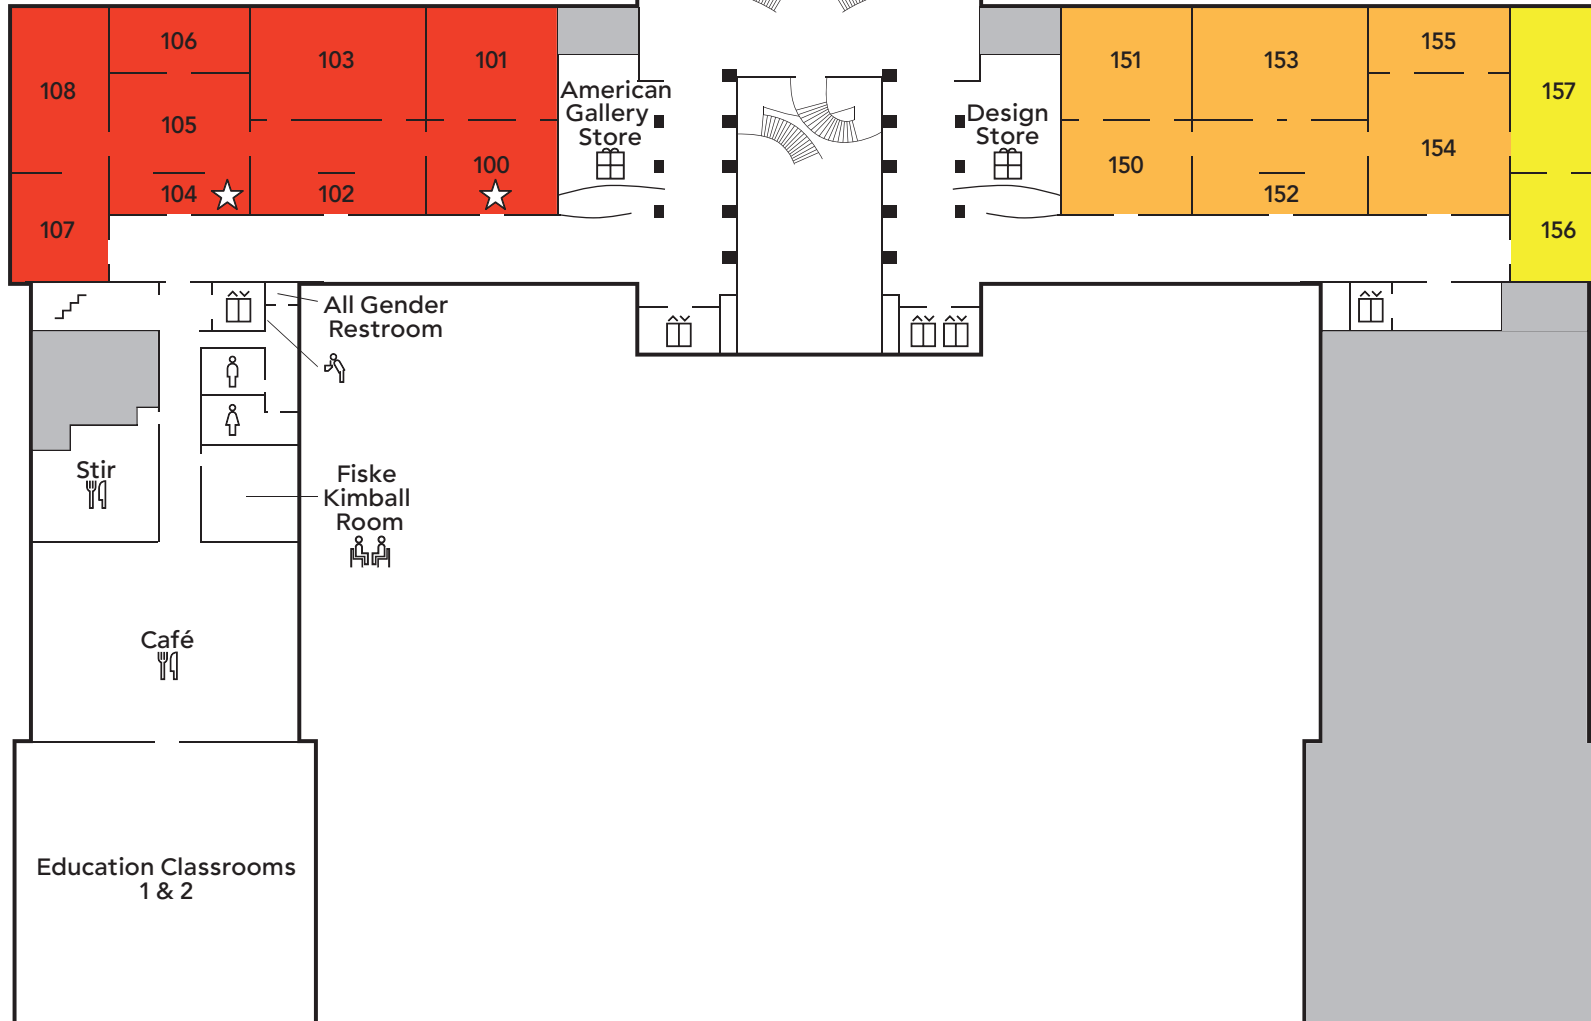 106
103
101
108
105
American
Gallery
Store
100
104
102
107
Design
Store
151
153
155
157
150
154
152
156
All Gender
Restroom
Stir
Fiske
Kimball
Room
Café
Education Classrooms
1 & 2